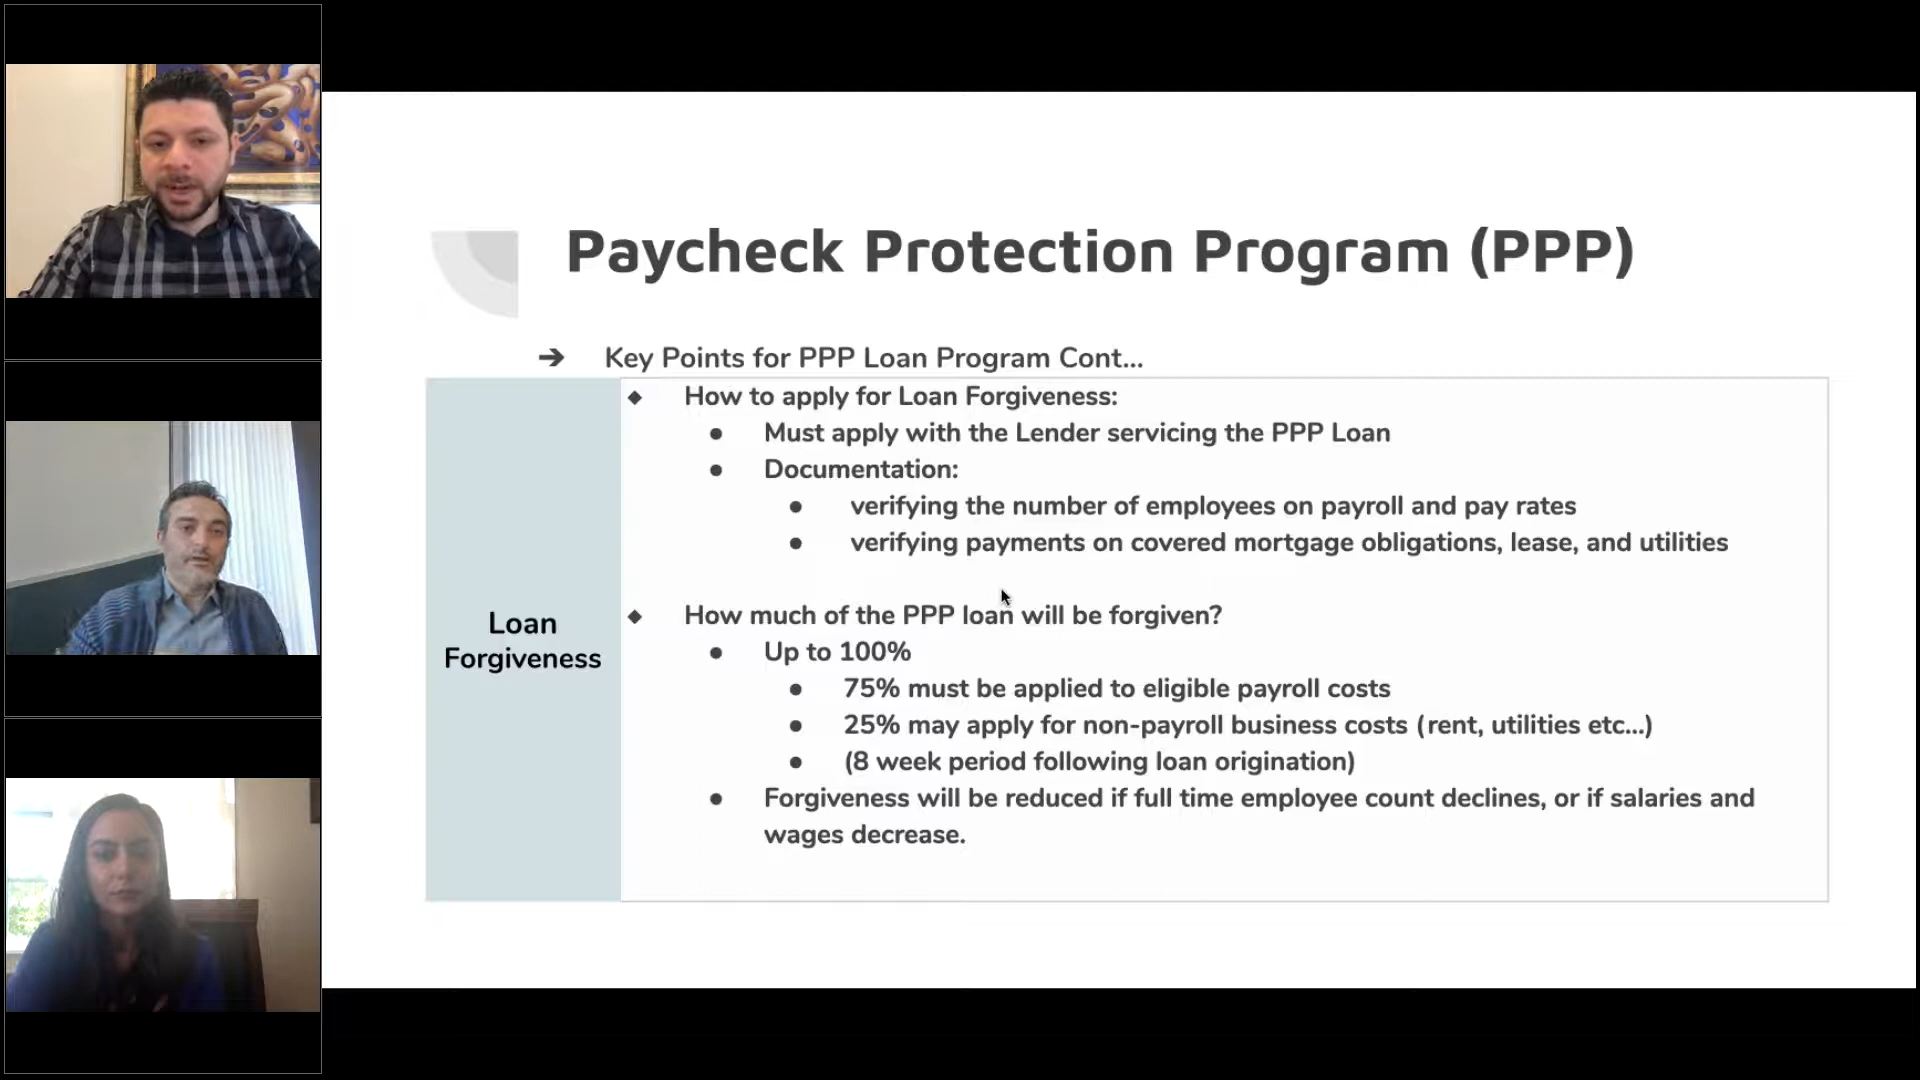 Paycheck Protection Program (PPP)
➔ Key Points for PPP Loan Program Cont...
Loan
Forgiveness
◆ How to apply for Loan Forgiveness:
● Must apply with the Lender servicing the PPP Loan
● Documentation:
● verifying the number of employees on payroll and pay rates
● verifying payments on covered mortgage obligations, lease, and utilities
◆ How much of the PPP loan will be forgiven?
● Up to 100%
● 75% must be applied to eligible payroll costs
● 25% may apply for non-payroll business costs (rent, utilities etc...)
● (8 week period following loan origination)
● Forgiveness will be reduced if full time employee count declines, or if salaries and
wages decrease.